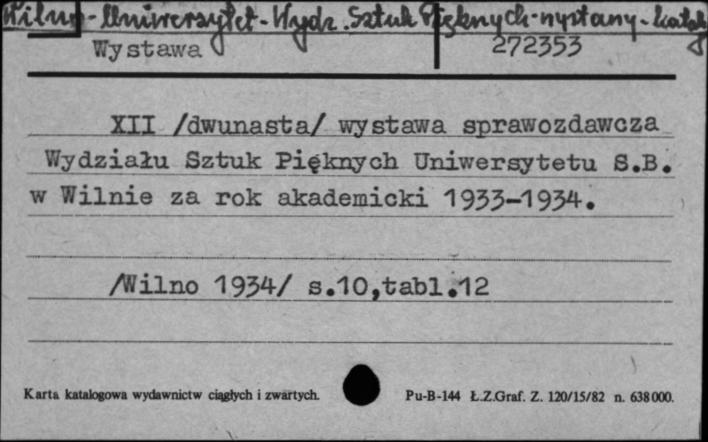 Wilno - Uniwersytet - Wydz. Sztuk Pięknych - wystawy - katal
Wystawa 272353
XII /dwunasta/ wystawa sprawozdawcza
Wydziału Sztuk Pięknych Uniwersytetu S.B.
w Wilnie za rok akademicki 1933-1934.
/Wilno 1934/ s.10,tabl.12
Karta katalogowa wydawnictw ciągłych i zwartych. Pu-B-144 Ł.Z.Graf. Z. 120/15/82 n. 638000.